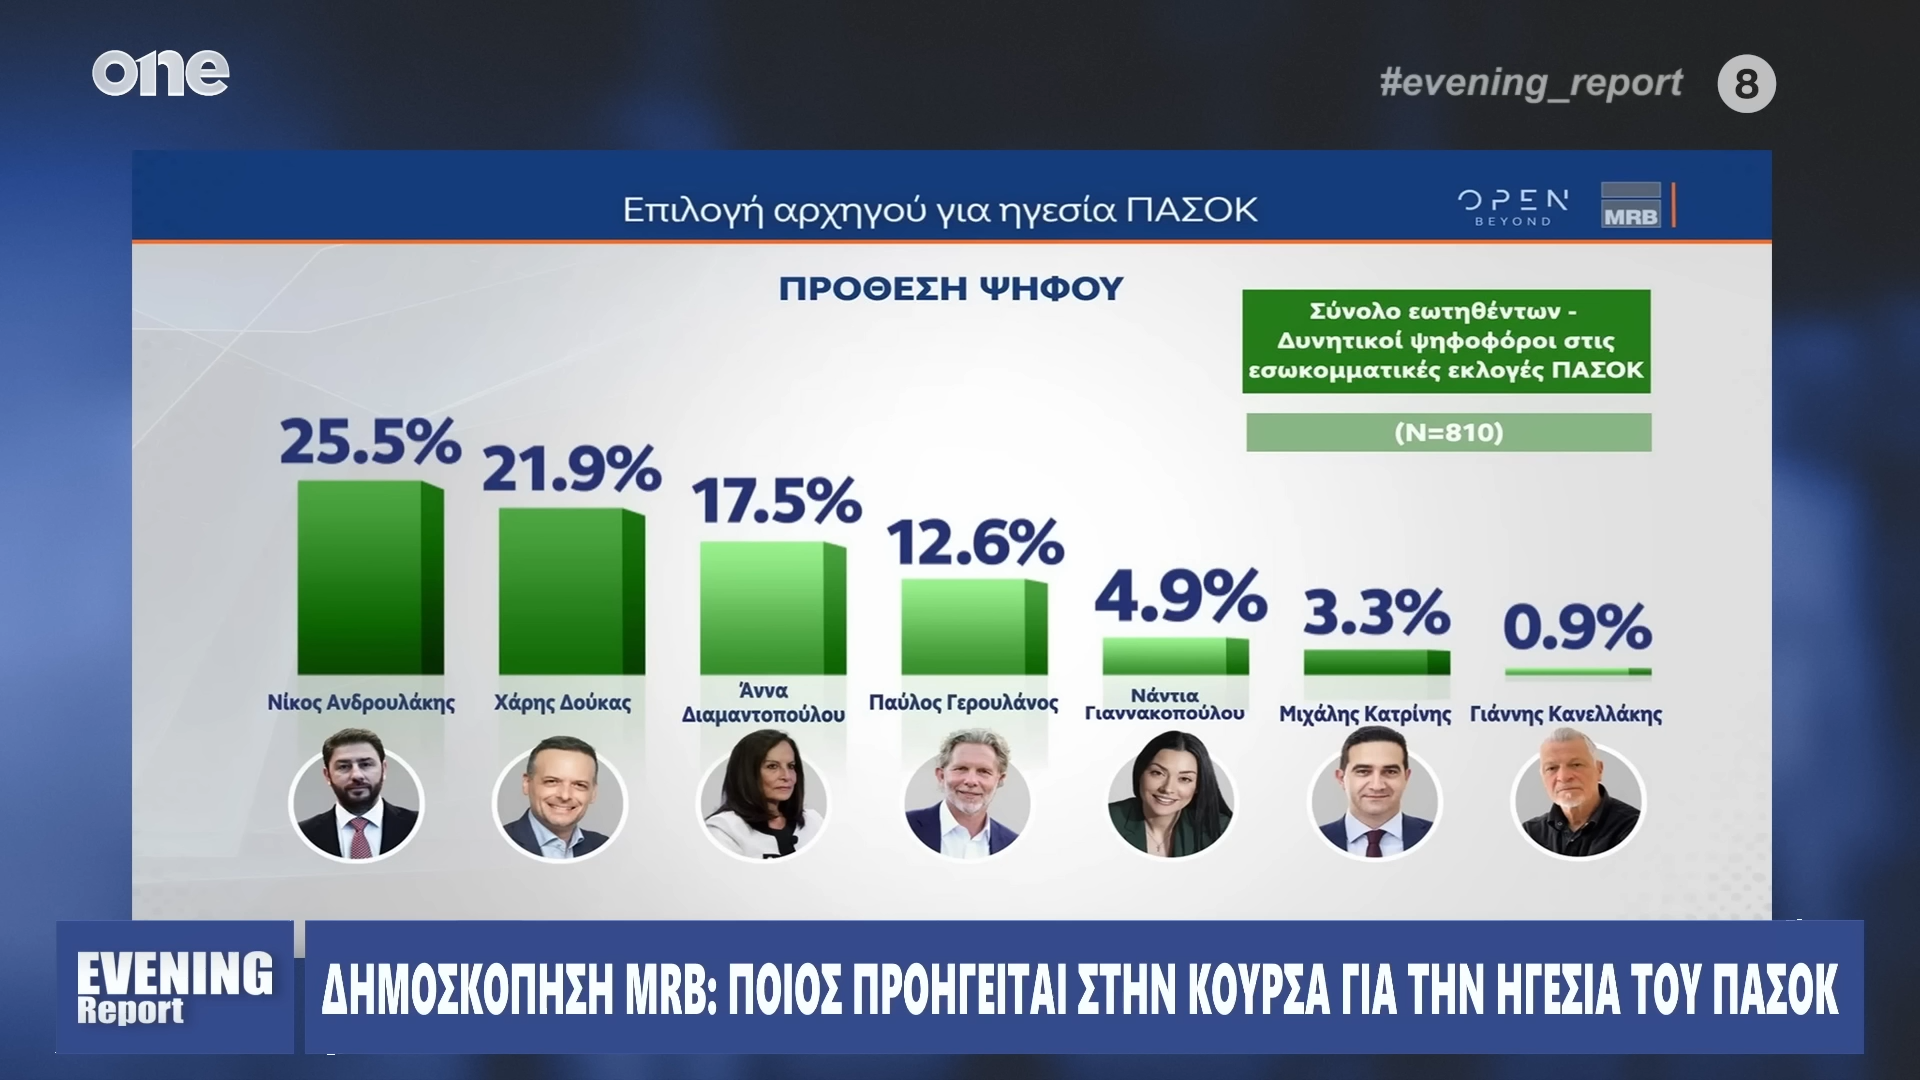 one
#evening_report
8
Επιλογή αρχηγού για ηγεσία ΠΑΣΟΚ
OPEN
BEYOND
MRB
ΠΡΟΘΕΣΗ ΨΗΦΟΥ
Σύνολο εωτηθέντων -
Δυνητικοί ψηφοφόροι στις
εσωκομματικές εκλογές ΠΑΣΟΚ
(N=810)
25.5%
21.9%
17.5%
12.6%
4.9%
3.3%
0.9%
Νίκος Ανδρουλάκης
Χάρης Δούκας
Άννα
Διαμαντοπούλου
Παύλος Γερουλάνος
Νάντια
Γιαννακοπούλου
Μιχάλης Κατρίνης
Γιάννης Κανελλάκης
EVENING
Report
ΔΗΜΟΣΚΟΠΗΣΗ MRB: ΠΟΙΟΣ ΠΡΟΗΓΕΙΤΑΙ ΣΤΗΝ ΚΟΥΡΣΑ ΓΙΑ ΤΗΝ ΗΓΕΣΙΑ ΤΟΥ ΠΑΣΟΚ